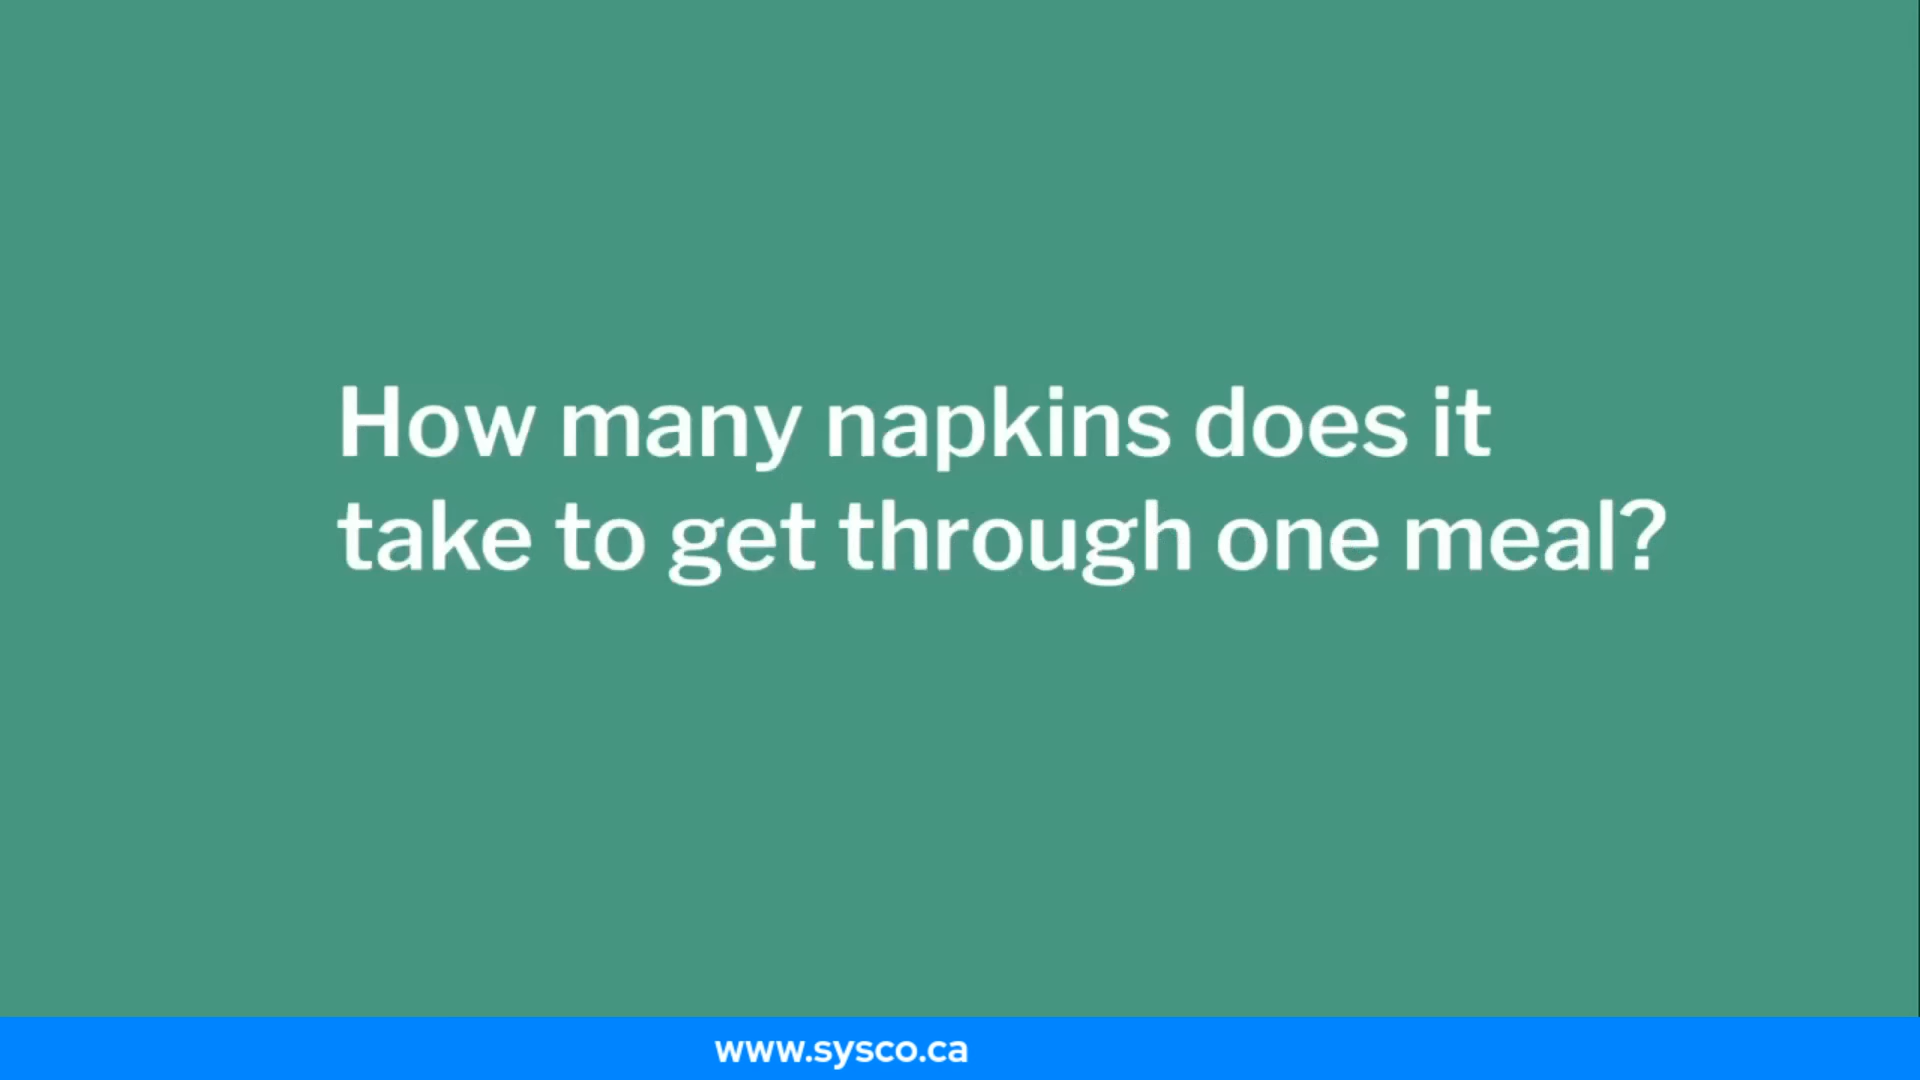 How many napkins does it
take to get through one meal?
www.sysco.ca